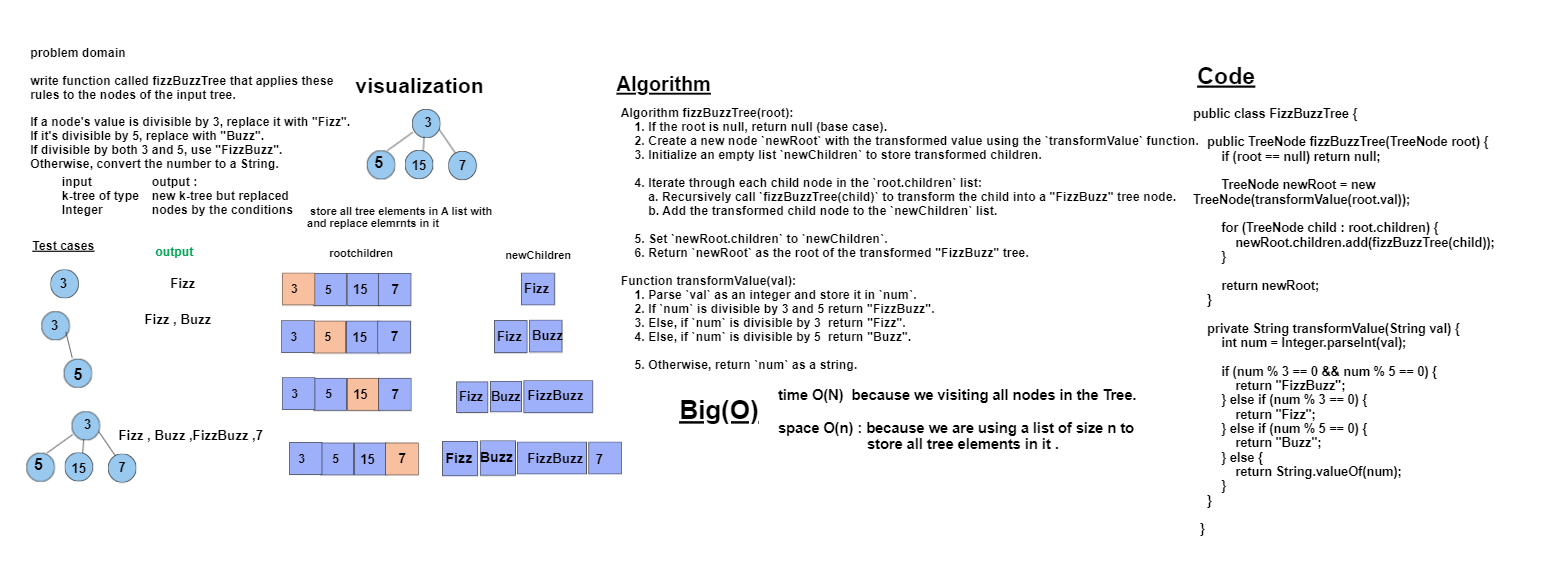 problem domain
write function called fizzBuzzTree that applies these
rules to the nodes of the input tree.
If a node's value is divisible by 3, replace it with "Fizz".
If it's divisible by 5, replace with "Buzz".
If divisible by both 3 and 5, use "FizzBuzz".
Otherwise, convert the number to a String.
input
k-tree of type
Integer
output :
new k-tree but replaced
nodes by the conditions
Test cases
output
3
Fizz
3
5
Fizz , Buzz
3
5
15
7
Fizz , Buzz ,FizzBuzz ,7
visualization
3
5
15
7
store all tree elements in A list with
and replace elemrnts in it
rootchildren
newChildren
3 5 15 7
Fizz
3 5 15 7
Fizz Buzz
3 5 15 7
Fizz Buzz FizzBuzz
3 5 15 7
Fizz Buzz FizzBuzz 7
Algorithm
Algorithm fizzBuzzTree(root):
1. If the root is null, return null (base case).
2. Create a new node `newRoot` with the transformed value using the `transformValue` function.
3. Initialize an empty list `newChildren` to store transformed children.
4. Iterate through each child node in the `root.children` list:
a. Recursively call `fizzBuzzTree(child)` to transform the child into a "FizzBuzz" tree node.
b. Add the transformed child node to the `newChildren` list.
5. Set `newRoot.children` to `newChildren`.
6. Return `newRoot` as the root of the transformed "FizzBuzz" tree.
Function transformValue(val):
1. Parse `val` as an integer and store it in `num`.
2. If `num` is divisible by 3 and 5 return "FizzBuzz".
3. Else, if `num` is divisible by 3  return "Fizz".
4. Else, if `num` is divisible by 5  return "Buzz".
5. Otherwise, return `num` as a string.
Big(O)
time O(N)  because we visiting all nodes in the Tree.
space O(n) : because we are using a list of size n to
store all tree elements in it .
Code
public class FizzBuzzTree {
public TreeNode fizzBuzzTree(TreeNode root) {
if (root == null) return null;
TreeNode newRoot = new
TreeNode(transformValue(root.val));
for (TreeNode child : root.children) {
newRoot.children.add(fizzBuzzTree(child));
}
return newRoot;
}
private String transformValue(String val) {
int num = Integer.parseInt(val);
if (num % 3 == 0 && num % 5 == 0) {
return "FizzBuzz";
} else if (num % 3 == 0) {
return "Fizz";
} else if (num % 5 == 0) {
return "Buzz";
} else {
return String.valueOf(num);
}
}
}